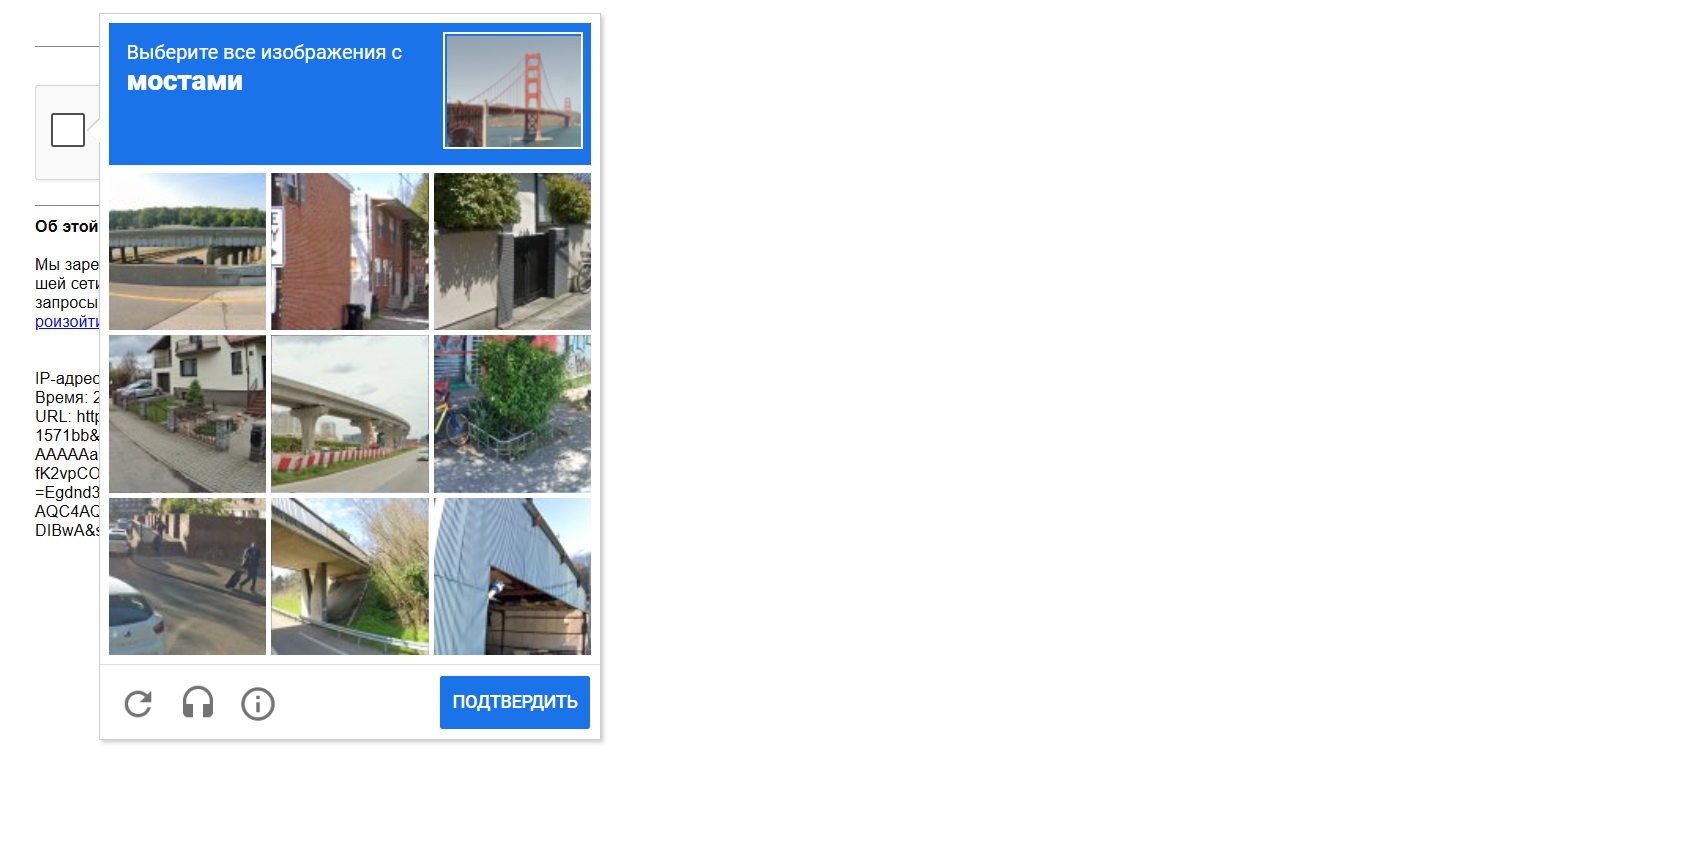 Выберите все изображения с
мостами
Об этой
Мы заре
шей сети
запросы
роизойти
IP-адрес
Время: 2
URL: http
1571bb&
AAAAAa
fK2vpCO
=Egdnd3
AQC4AQ
DIBwA&s
E
Y
ПОДТВЕРДИТЬ